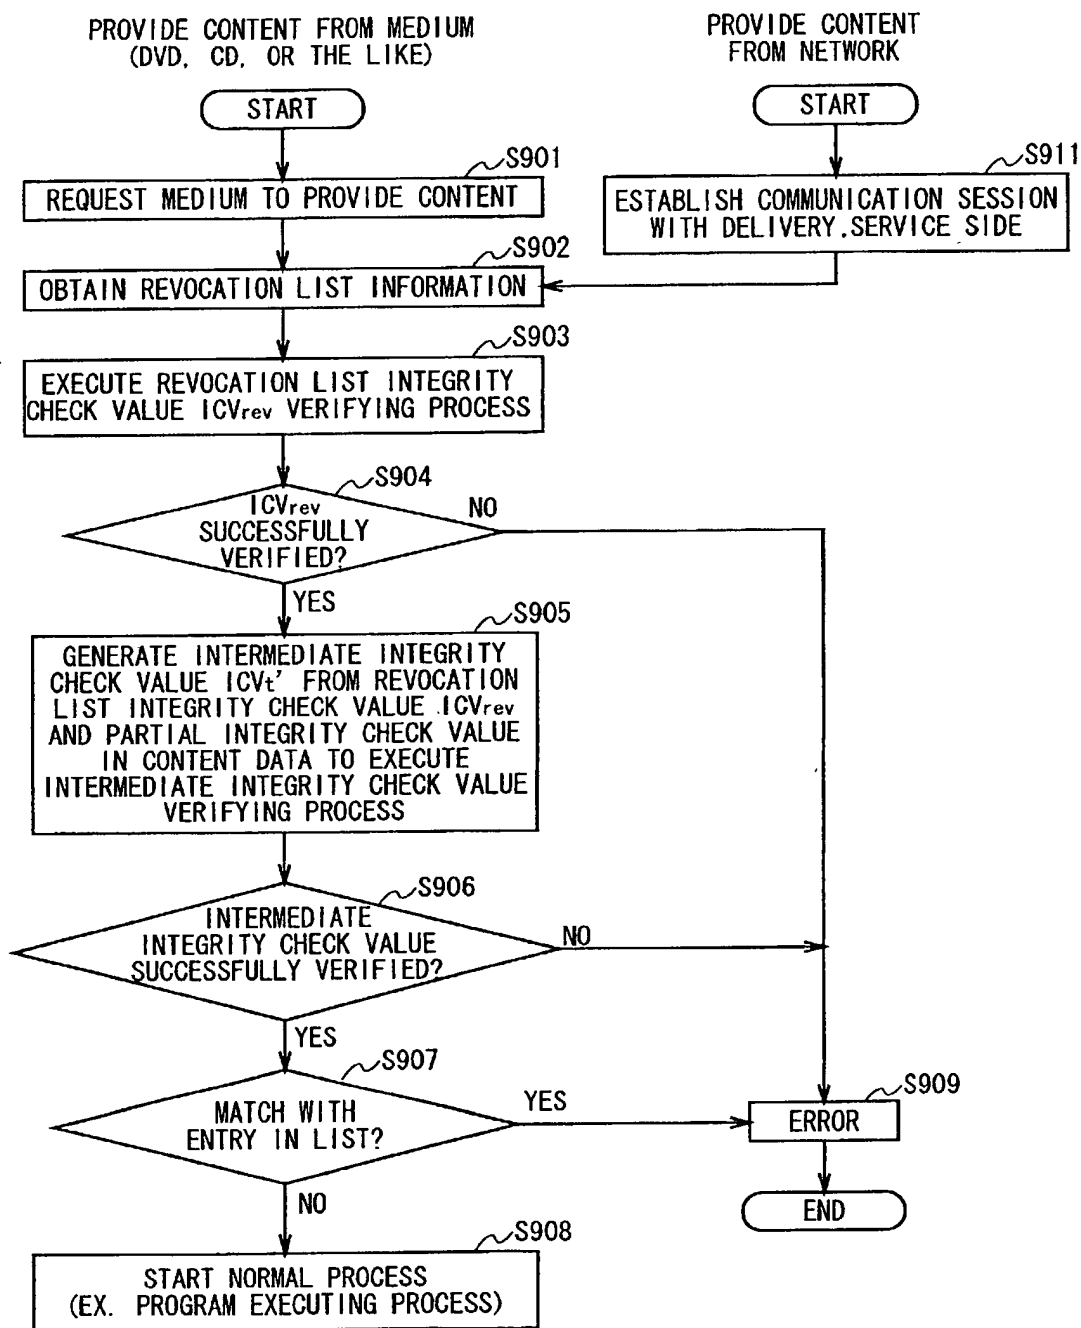 PROVIDE CONTENT FROM MEDIUM
(DVD, CD, OR THE LIKE)
START
S901
REQUEST MEDIUM TO PROVIDE CONTENT
PROVIDE CONTENT
FROM NETWORK
START
S911
ESTABLISH COMMUNICATION SESSION
WITH DELIVERY.SERVICE SIDE
S902
OBTAIN REVOCATION LIST INFORMATION
S903
EXECUTE REVOCATION LIST INTEGRITY
CHECK VALUE ICVrev VERIFYING PROCESS
S904
ICVrev
SUCCESSFULLY
VERIFIED?
NO
YES
S905
GENERATE INTERMEDIATE INTEGRITY
CHECK VALUE ICVt' FROM REVOCATION
LIST INTEGRITY CHECK VALUE .ICVrev
AND PARTIAL INTEGRITY CHECK VALUE
IN CONTENT DATA TO EXECUTE
INTERMEDIATE INTEGRITY CHECK VALUE
VERIFYING PROCESS
S906
INTERMEDIATE
INTEGRITY CHECK VALUE
SUCCESSFULLY VERIFIED?
NO
YES
S907
MATCH WITH
ENTRY IN LIST?
YES
NO
S909
ERROR
END
S908
START NORMAL PROCESS
(EX. PROGRAM EXECUTING PROCESS)